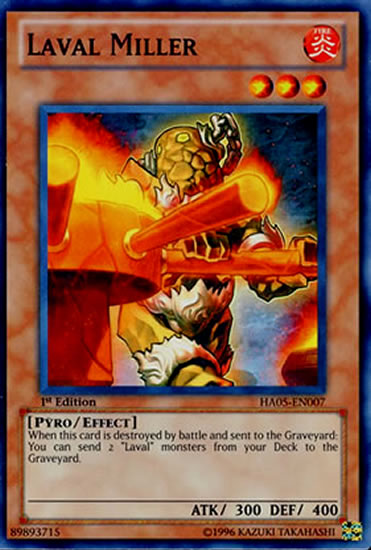 LAVAL MILLER
FYRE
炎
1st Edition
HA05-EN007
[PYRO/EFFECT]
When this card is destroyed by battle and sent to the Graveyard:
You can send 2 "Laval" monsters from your Deck to the
Graveyard.
ATK/ 300 DEF/ 400
89893715
©1996 KAZUKI TAKAHASHI